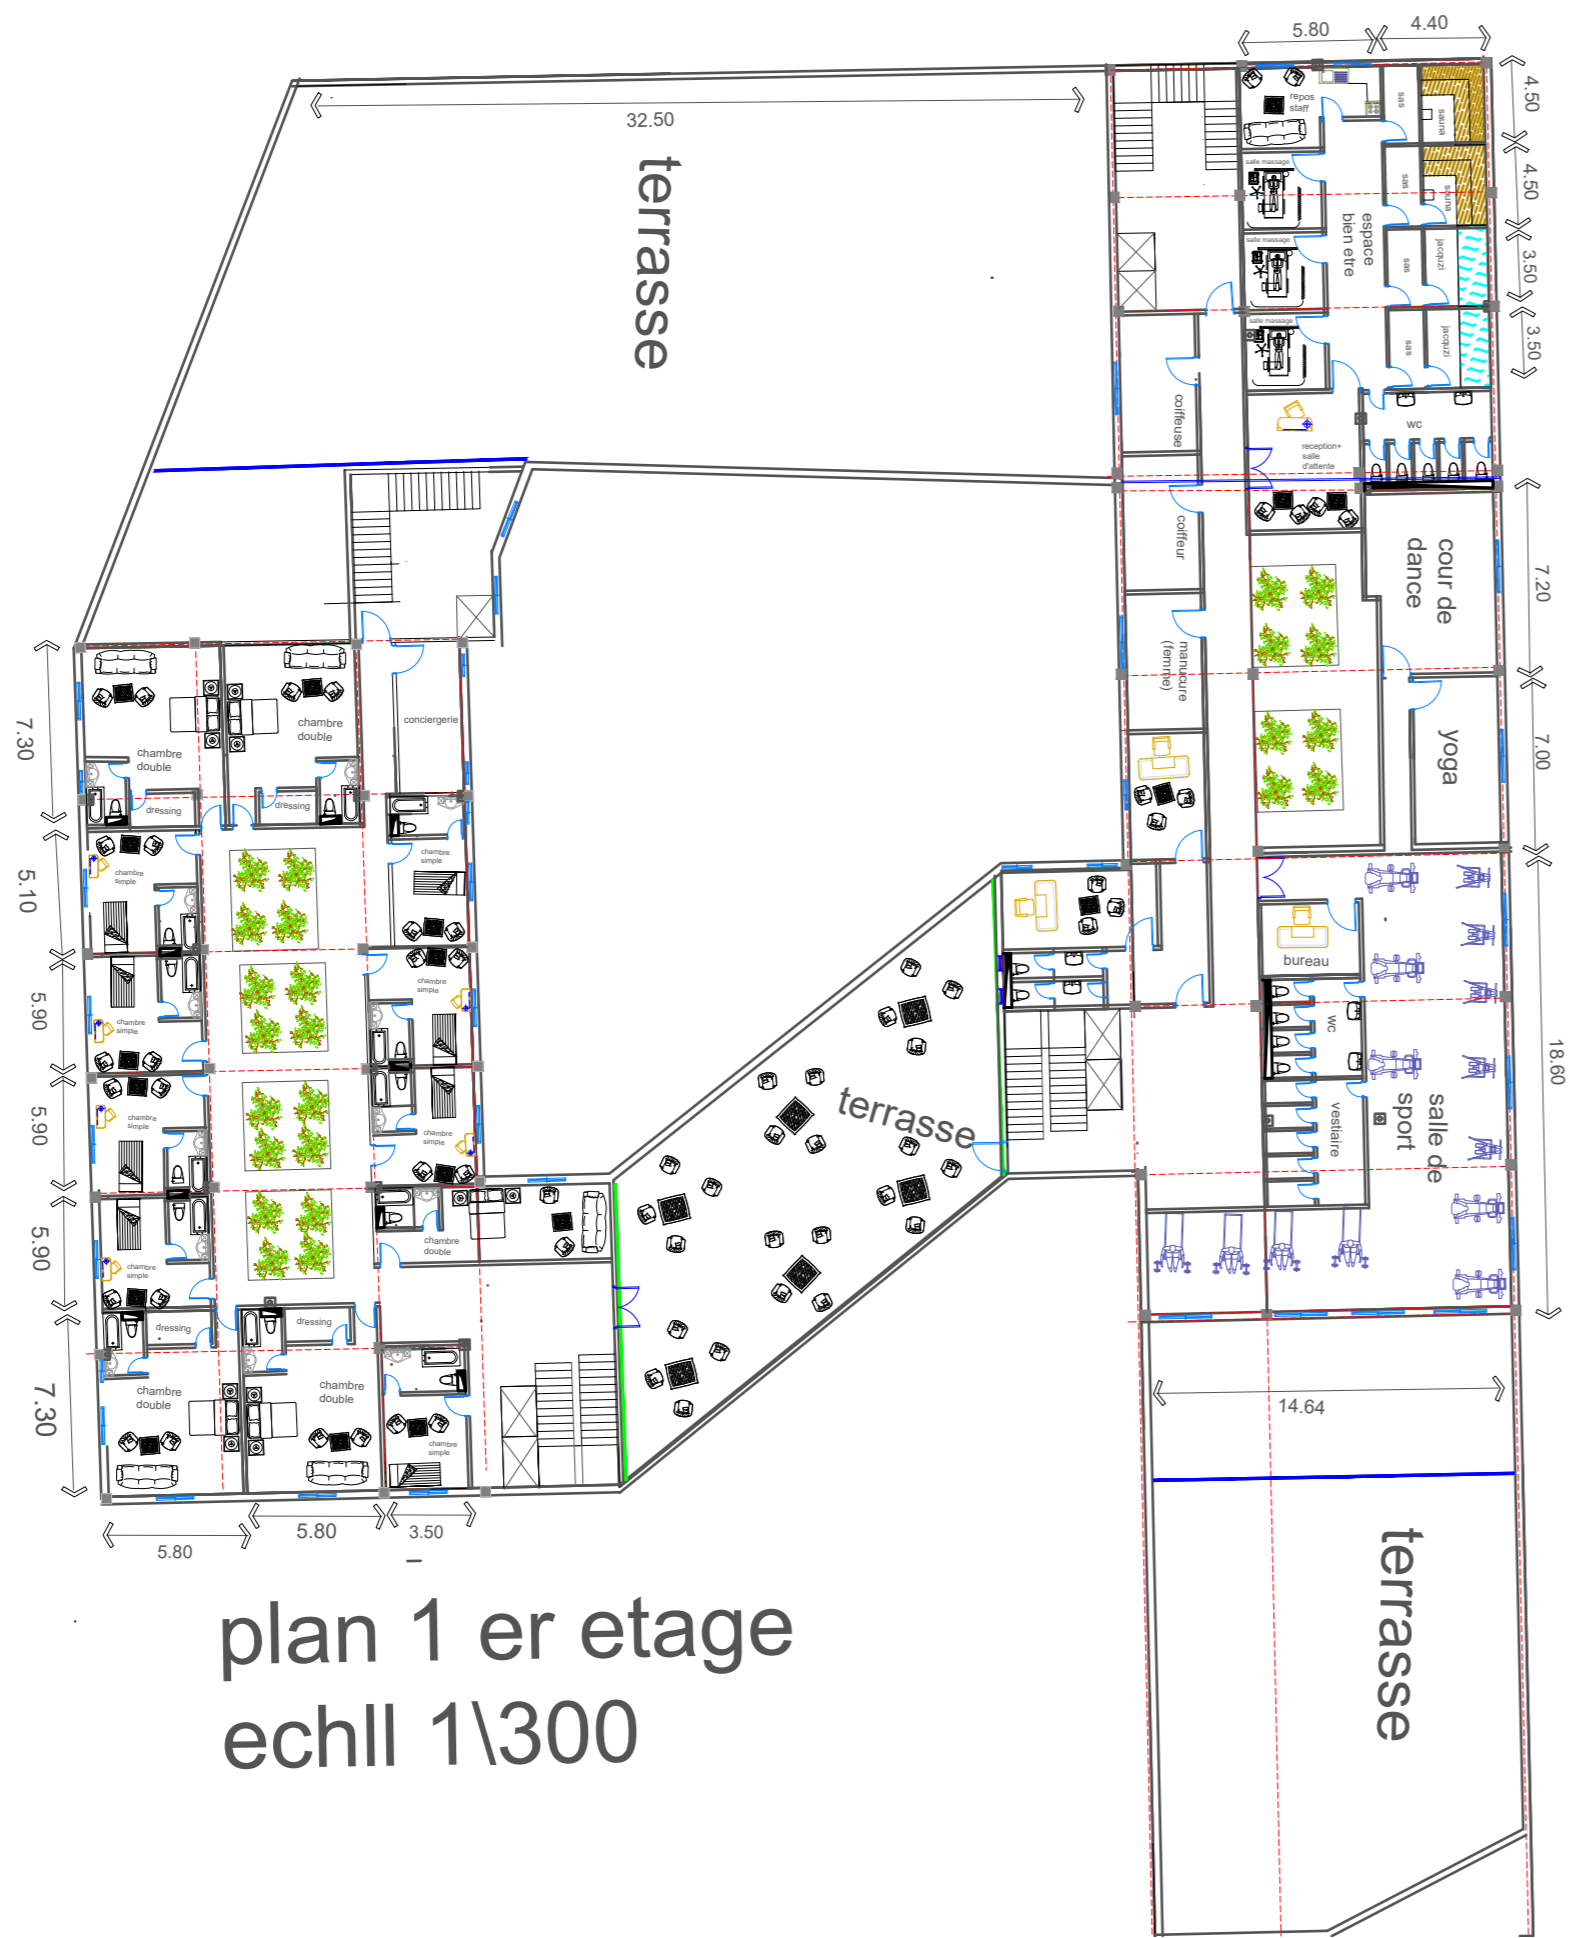 5.80
4.40
32.50
terrasse
repos
staff
sas
sauna
4.50
salle massage
sas
sauna
4.50
espace
bien etre
salle massage
sas
jacquzi
3.50
salle massage
sas
jacquzi
3.50
coiffeuse
reception+
salle
d'attente
wc
coiffeur
cour de
dance
7.20
manucure
(femme)
yoga
7.00
conciergerie
chambre
double
chambre
double
7.30
dressing
dressing
chambre
simple
chambre
simple
5.10
bureau
chambre
simple
chambre
simple
5.90
wc
18.60
terrasse
vestiaire
salle de
sport
chambre
simple
chambre
simple
5.90
chambre
double
chambre
simple
5.90
dressing
dressing
chambre
double
chambre
double
chambre
simple
7.30
14.64
5.80
5.80
3.50
terrasse
plan 1 er etage
echll 1\300